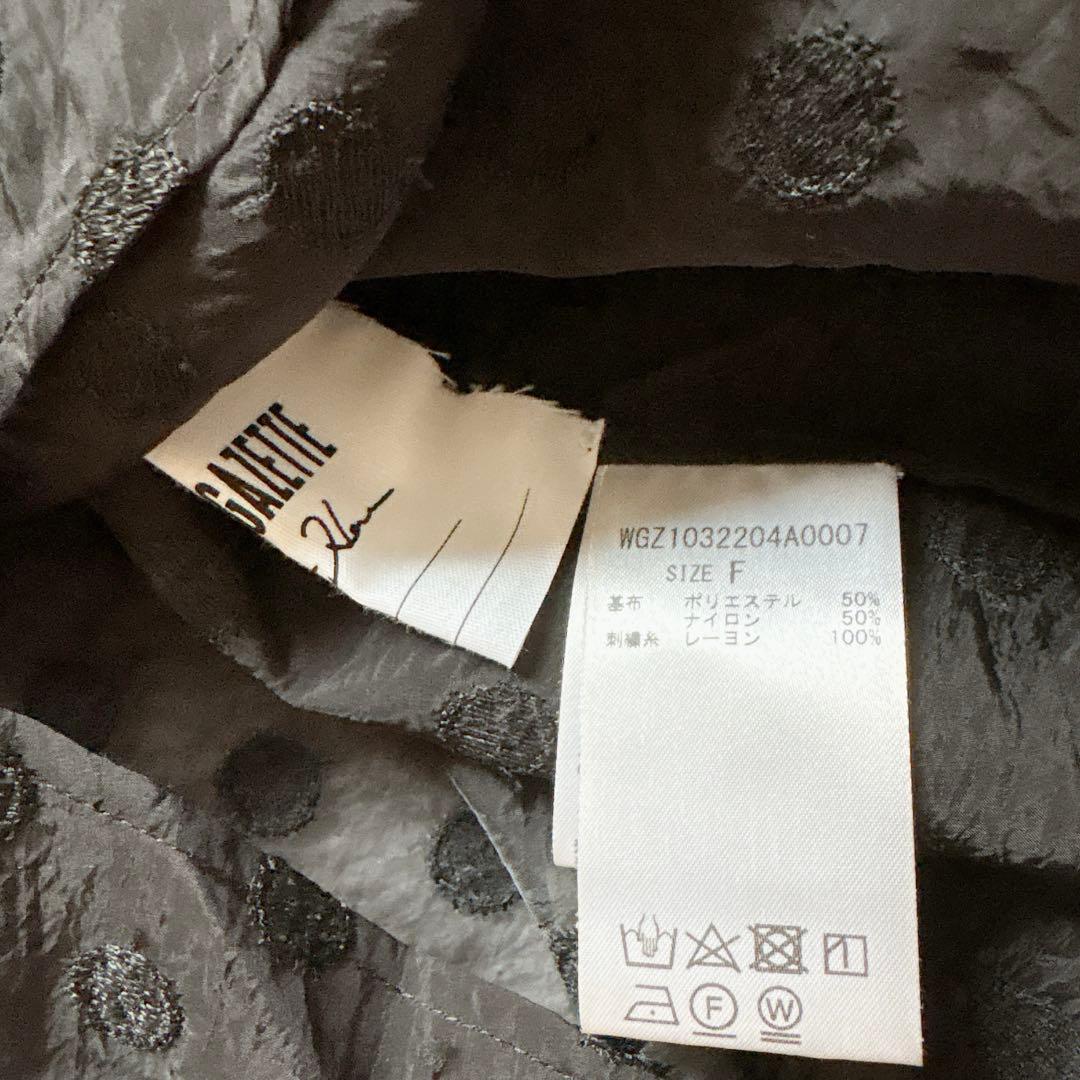 GAZETTE
WGZ1032204A0007
SIZE F
基布 ポリエステル 50%
ナイロン 50%
刺繍糸 レーヨン 100%
F W